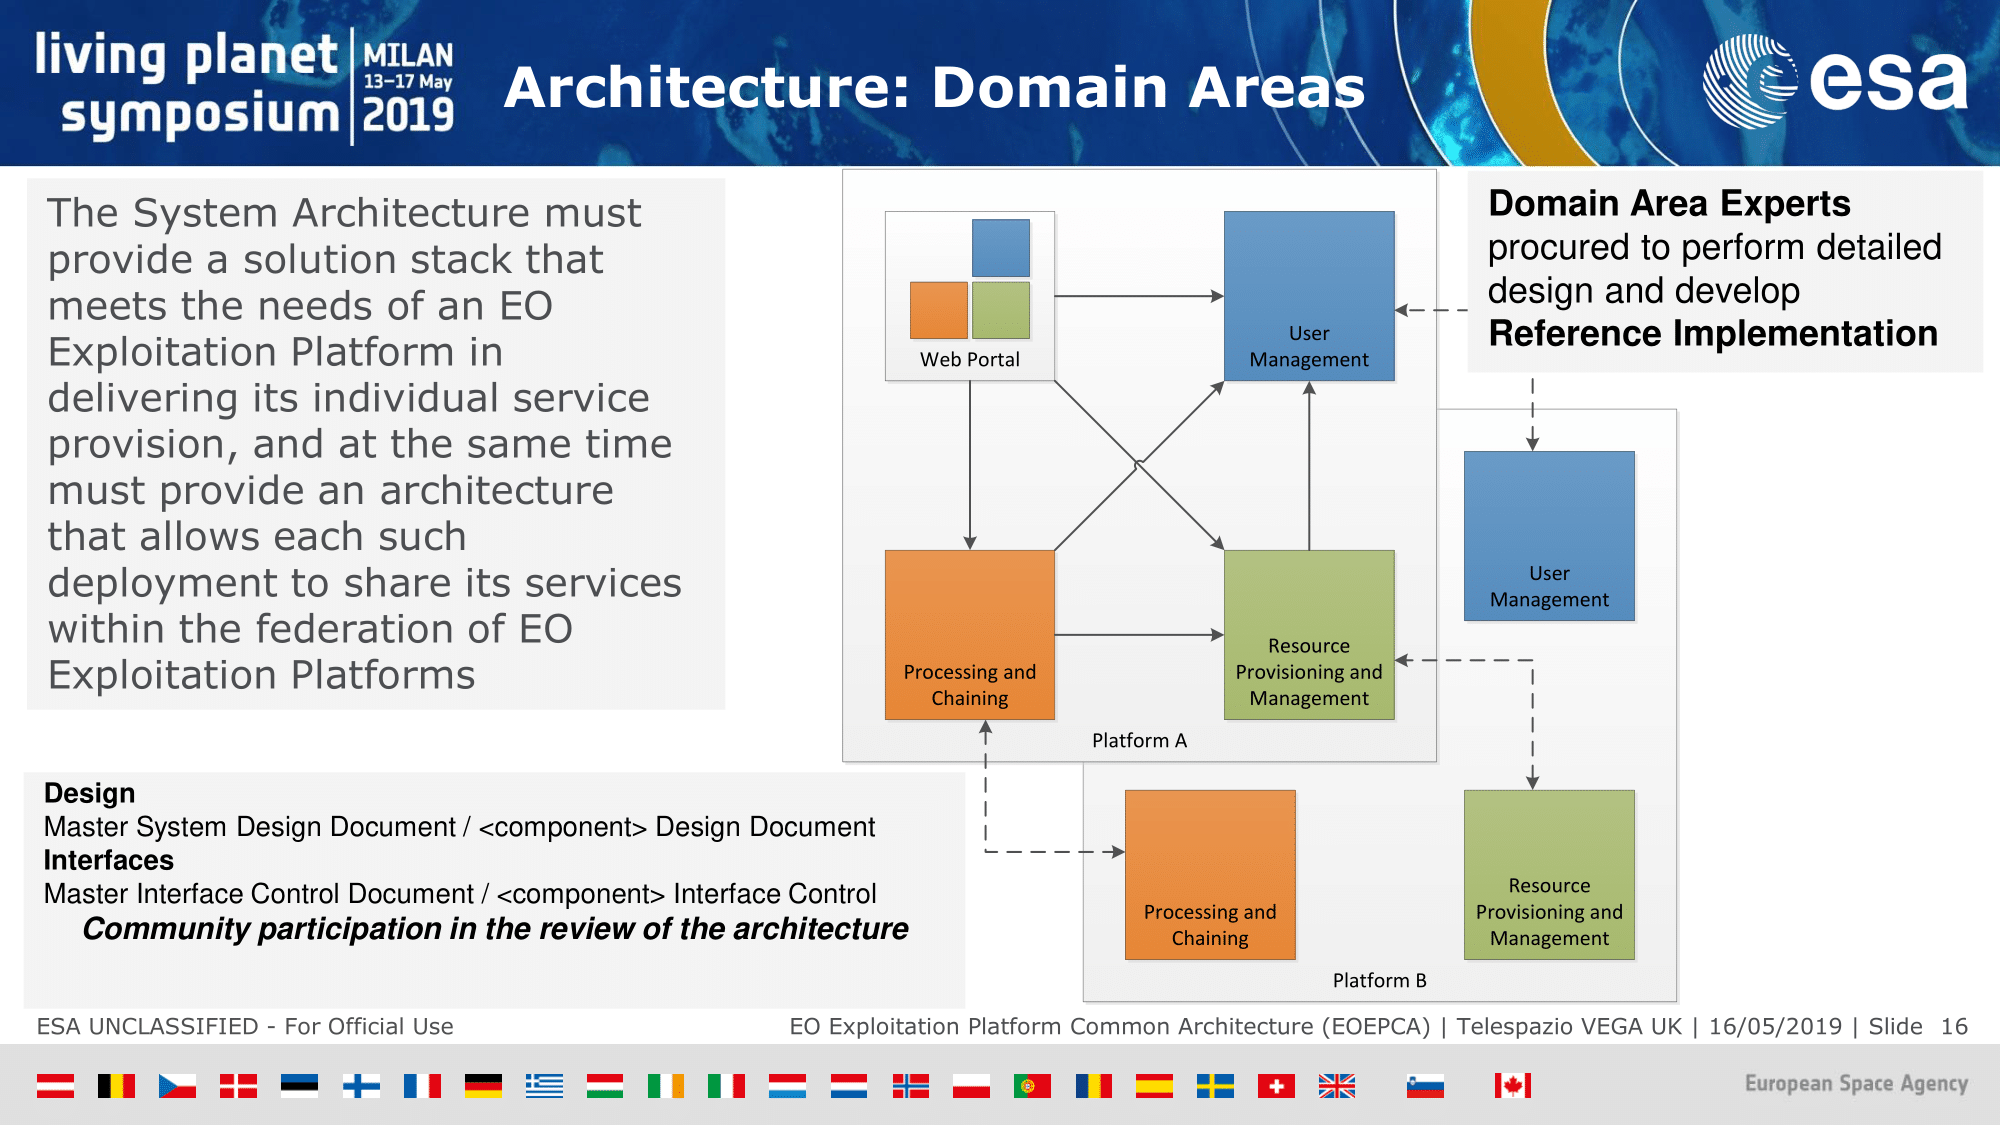 living planet
symposium
MILAN
13-17 May
2019
Architecture: Domain Areas
esa
The System Architecture must
provide a solution stack that
meets the needs of an EO
Exploitation Platform in
delivering its individual service
provision, and at the same time
must provide an architecture
that allows each such
deployment to share its services
within the federation of EO
Exploitation Platforms
Design
Master System Design Document / <component> Design Document
Interfaces
Master Interface Control Document / <component> Interface Control
Community participation in the review of the architecture
Web Portal
User
Management
Processing and
Chaining
Resource
Provisioning and
Management
Platform A
Domain Area Experts
procured to perform detailed
design and develop
Reference Implementation
User
Management
Processing and
Chaining
Resource
Provisioning and
Management
Platform B
ESA UNCLASSIFIED - For Official Use
EO Exploitation Platform Common Architecture (EOEPCA) | Telespazio VEGA UK | 16/05/2019 | Slide 16
European Space Agency